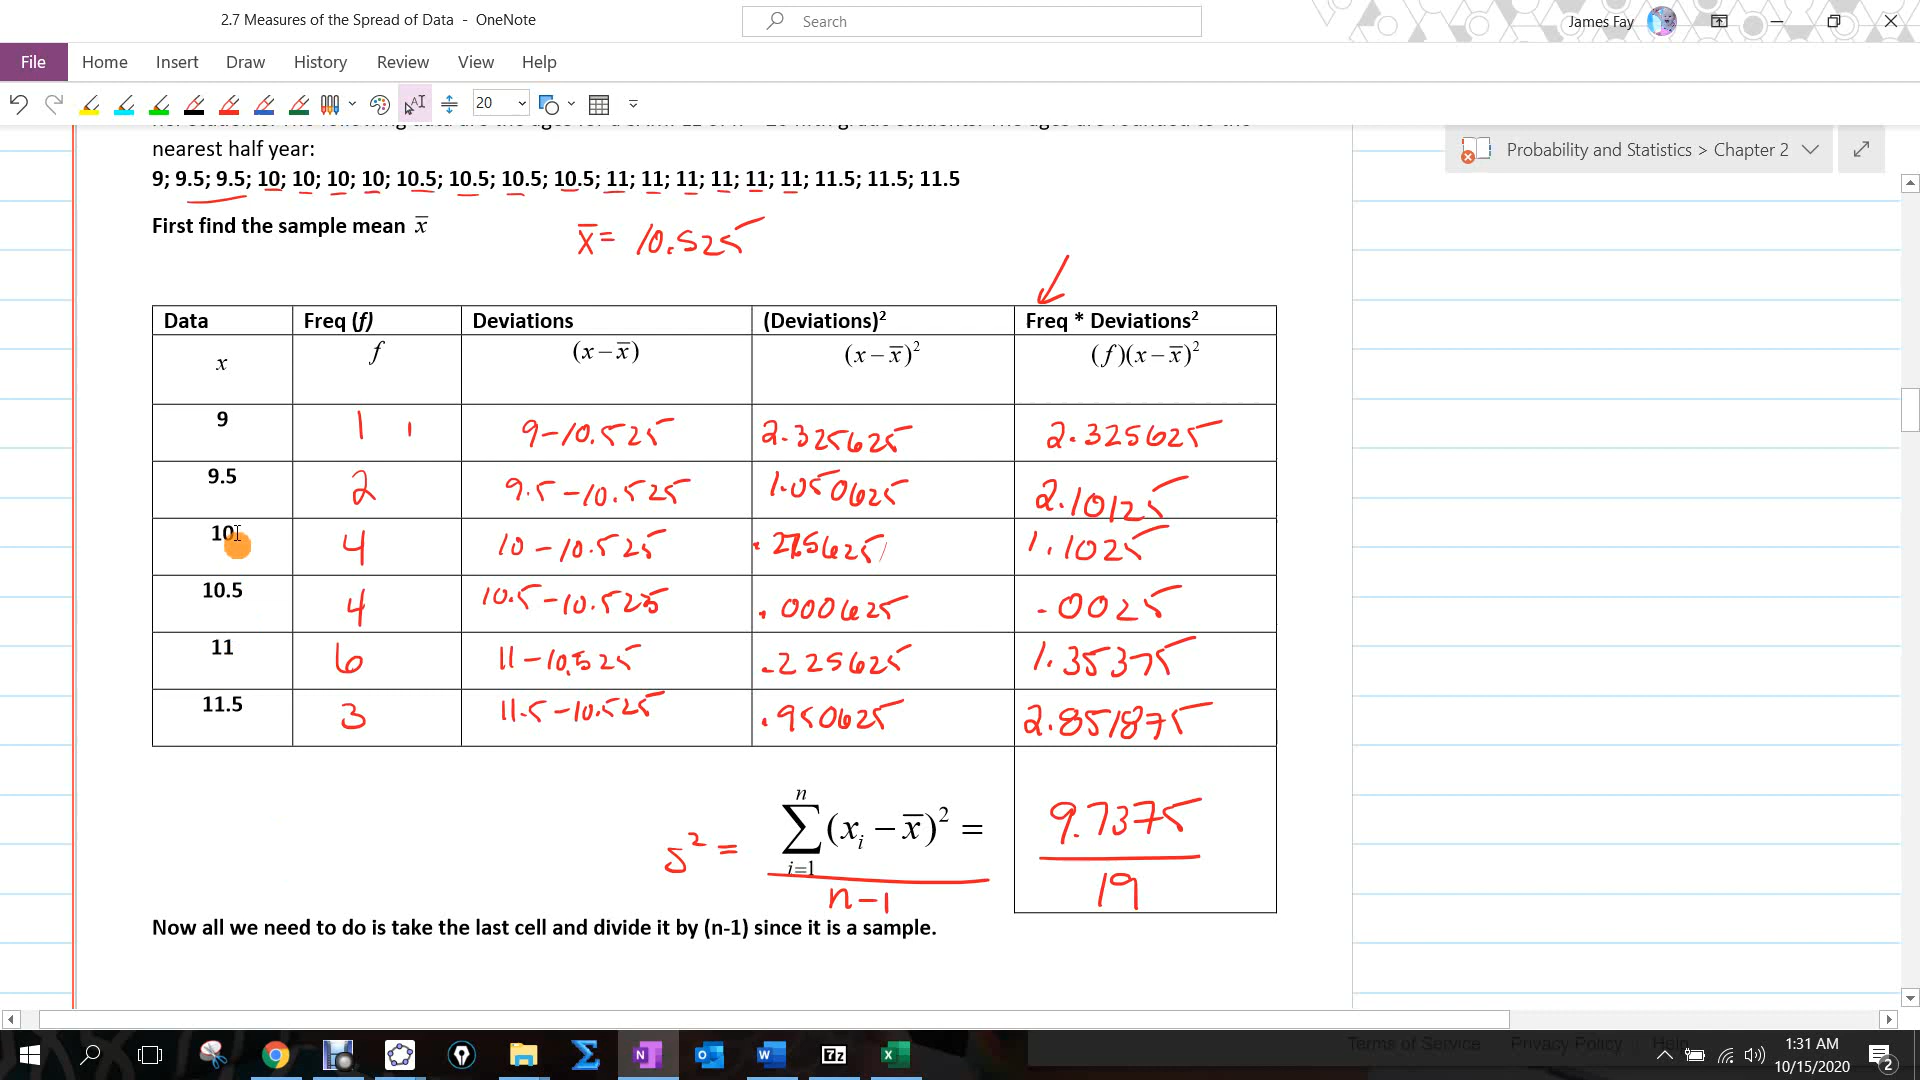 2.7 Measures of the Spread of Data - OneNote
Search
James Fay
File Home Insert Draw History Review View Help
20
Probability and Statistics > Chapter 2
nearest half year:
9; 9.5; 9.5; 10; 10; 10; 10; 10.5; 10.5; 10.5; 10.5; 11; 11; 11; 11; 11; 11; 11.5; 11.5; 11.5
First find the sample mean x̅
x̅ = 10.525
Data Freq (f) Deviations (Deviations)² Freq * Deviations²
x f (x − x̅) (x − x̅)² (f)(x − x̅)²
9 1 9-10.525 2.325625 2.325625
9.5 2 9.5-10.525 1.050625 2.10125
10 4 10-10.525 .275625 1.1025
10.5 4 10.5-10.525 .000625 .0025
11 6 11-10.525 .225625 1.35375
11.5 3 11.5-10.525 .950625 2.851875
s² = ∑ⁿᵢ₌₁ (xᵢ − x̅)² = 9.7375
n-1 19
Now all we need to do is take the last cell and divide it by (n-1) since it is a sample.
Terms of Service Privacy Policy Help
1:31 AM
10/15/2020
2